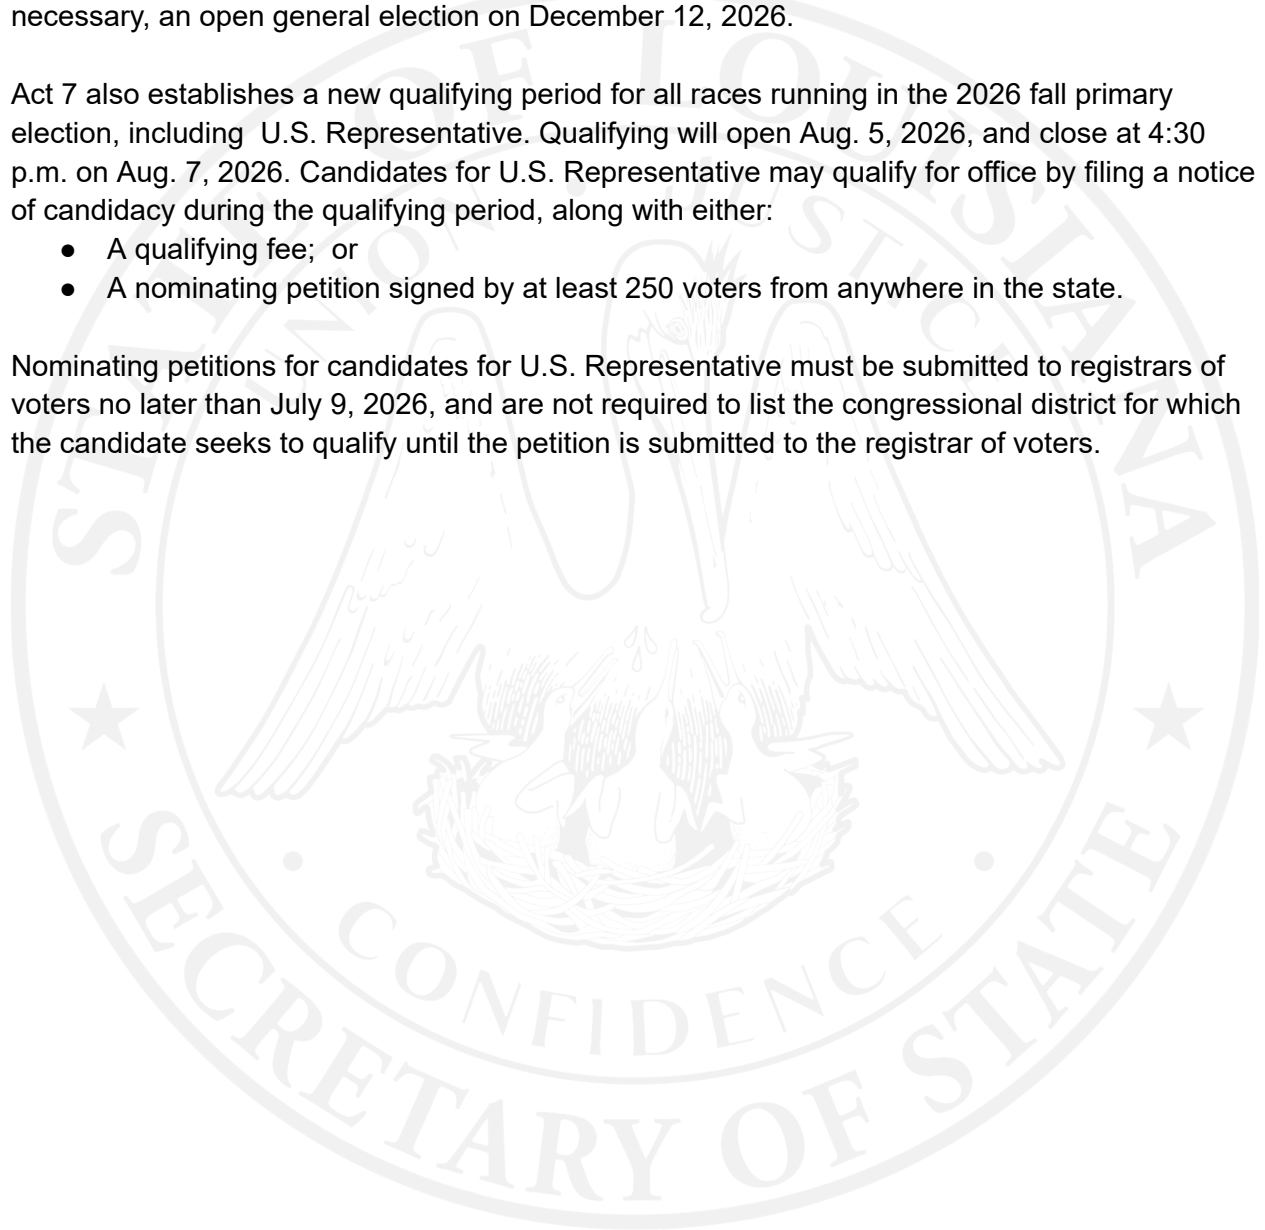 necessary, an open general election on December 12, 2026.
Act 7 also establishes a new qualifying period for all races running in the 2026 fall primary
election, including  U.S. Representative. Qualifying will open Aug. 5, 2026, and close at 4:30
p.m. on Aug. 7, 2026. Candidates for U.S. Representative may qualify for office by filing a notice
of candidacy during the qualifying period, along with either:
● A qualifying fee;  or
● A nominating petition signed by at least 250 voters from anywhere in the state.
Nominating petitions for candidates for U.S. Representative must be submitted to registrars of
voters no later than July 9, 2026, and are not required to list the congressional district for which
the candidate seeks to qualify until the petition is submitted to the registrar of voters.
STATE OF LOUISIANA
UNION • JUSTICE
• CONFIDENCE •
★ SECRETARY OF STATE ★